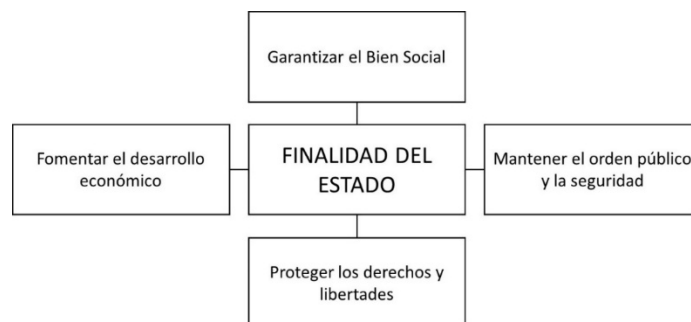 Garantizar el Bien Social
Fomentar el desarrollo
económico
FINALIDAD DEL
ESTADO
Mantener el orden público
y la seguridad
Proteger los derechos y
libertades